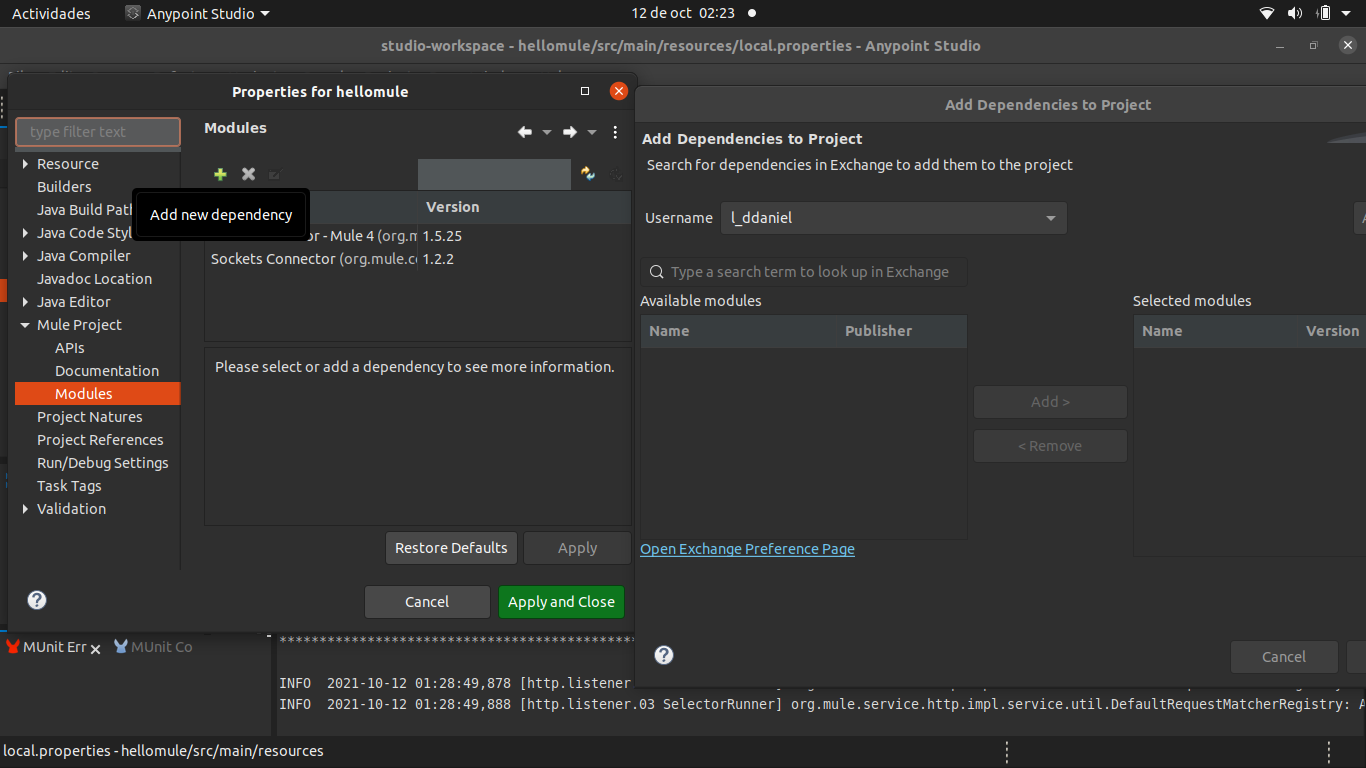 Actividades
Anypoint Studio
12 de oct 02:23
studio-workspace - hellomule/src/main/resources/local.properties - Anypoint Studio
Properties for hellomule
type filter text
Resource
Builders
Java Build Path
Java Code Styl
Java Compiler
Javadoc Location
Java Editor
Mule Project
APIs
Documentation
Modules
Project Natures
Project References
Run/Debug Settings
Task Tags
Validation
Modules
Add new dependency
Version
or - Mule 4 (org.m 1.5.25
Sockets Connector (org.mule.co 1.2.2
Please select or add a dependency to see more information.
Restore Defaults
Apply
Cancel
Apply and Close
Add Dependencies to Project
Add Dependencies to Project
Search for dependencies in Exchange to add them to the project
Username
l_ddaniel
Type a search term to look up in Exchange
Available modules
Name Publisher
Add >
< Remove
Selected modules
Name Version
Open Exchange Preference Page
Cancel
MUnit Err
MUnit Co
*********************************************
INFO 2021-10-12 01:28:49,878 [http.listener.
INFO 2021-10-12 01:28:49,888 [http.listener.03 SelectorRunner] org.mule.service.http.impl.service.util.DefaultRequestMatcherRegistry: A
local.properties - hellomule/src/main/resources